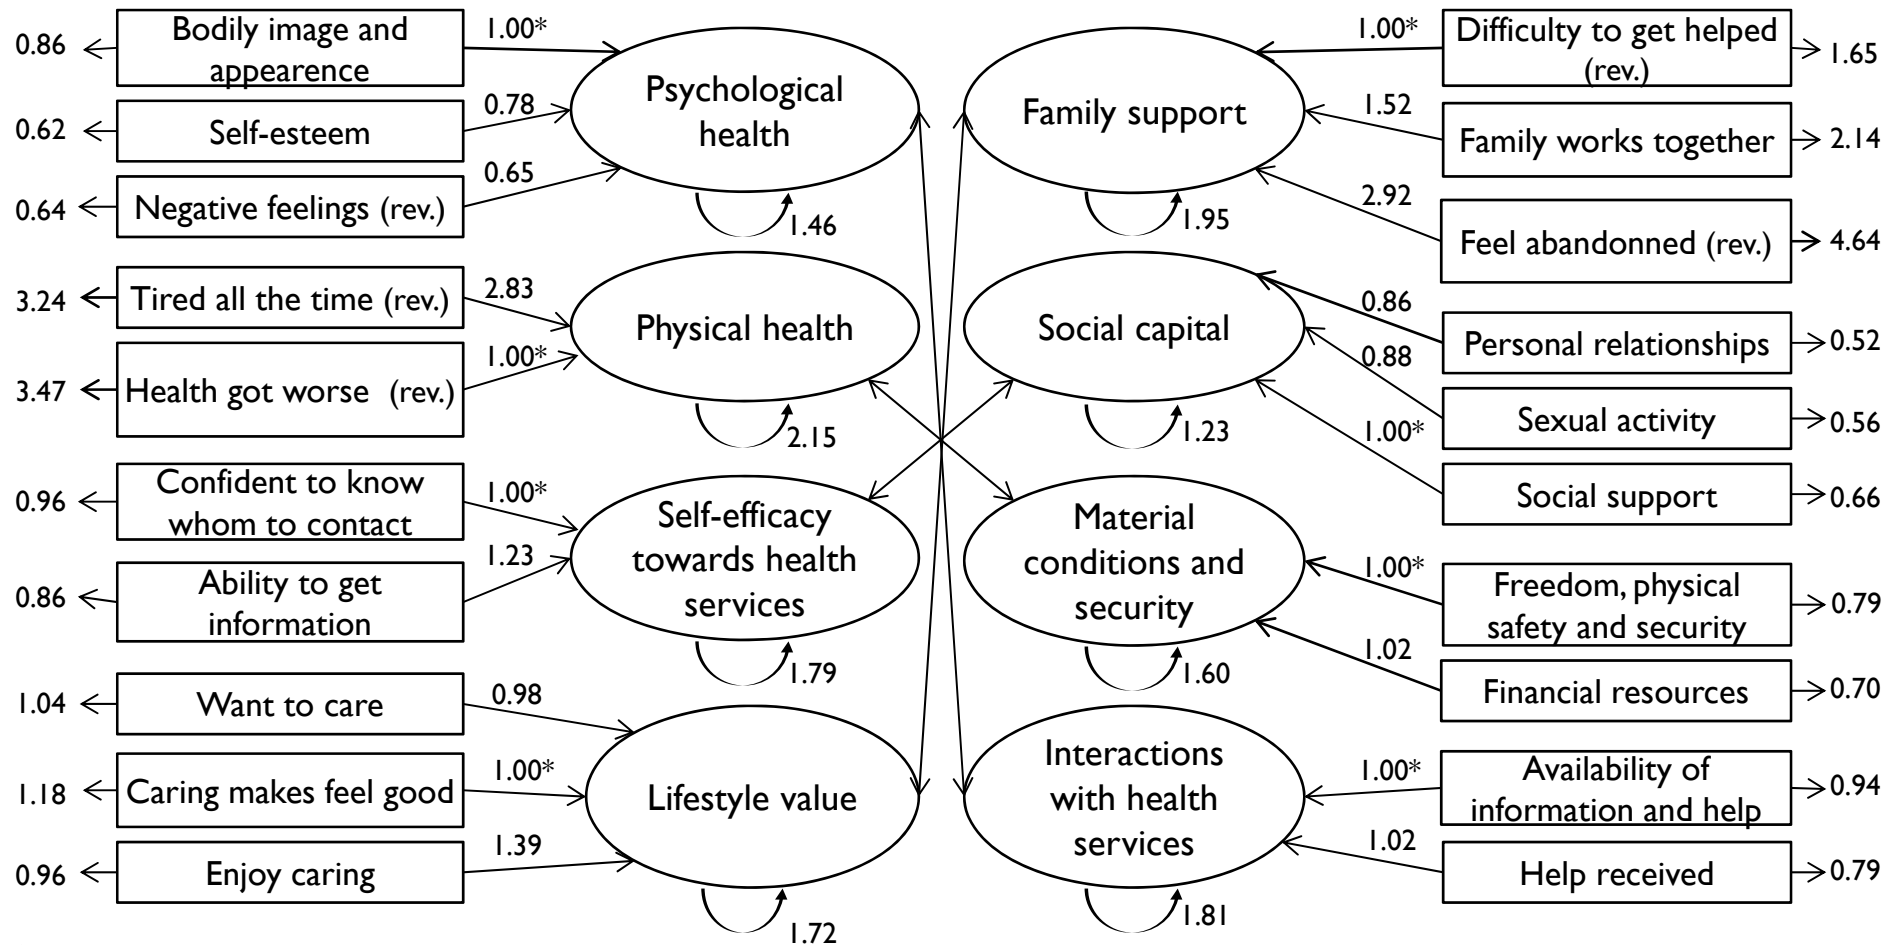 0.86
Bodily image and
appearence
1.00*
0.62
Self-esteem
0.78
0.64
Negative feelings (rev.)
0.65
Psychological
health
1.46
3.24
Tired all the time (rev.)
2.83
3.47
Health got worse (rev.)
1.00*
Physical health
2.15
0.96
Confident to know
whom to contact
1.00*
0.86
Ability to get
information
1.23
Self-efficacy
towards health
services
1.79
1.04
Want to care
0.98
1.18
Caring makes feel good
1.00*
0.96
Enjoy caring
1.39
Lifestyle value
1.72
Family support
1.95
1.00*
Difficulty to get helped
(rev.)
1.65
1.52
Family works together
2.14
2.92
Feel abandonned (rev.)
4.64
Social capital
1.23
0.86
Personal relationships
0.52
0.88
Sexual activity
0.56
1.00*
Social support
0.66
Material
conditions and
security
1.60
1.00*
Freedom, physical
safety and security
0.79
1.02
Financial resources
0.70
Interactions
with health
services
1.81
1.00*
Availability of
information and help
0.94
1.02
Help received
0.79